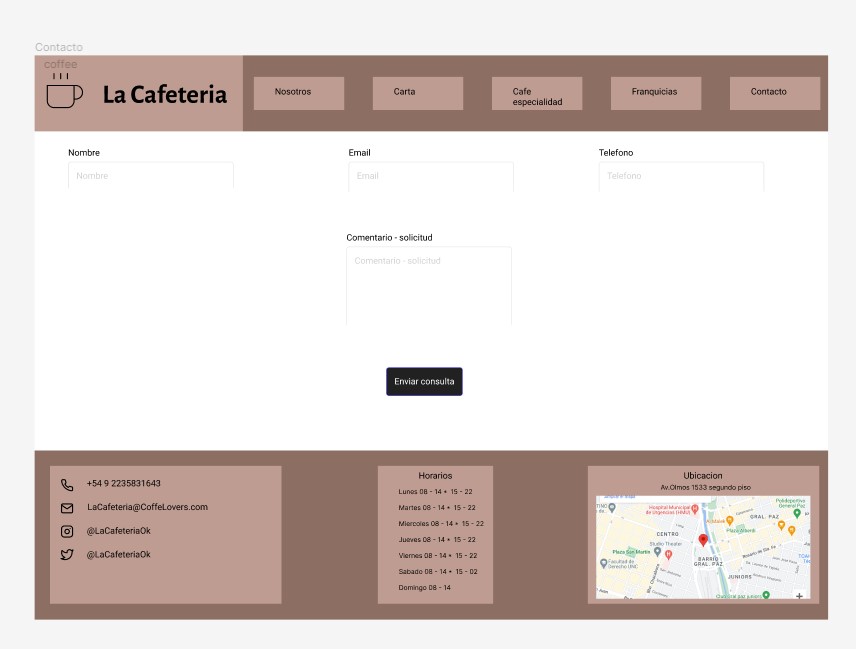 Contacto
coffee
La Cafeteria
Nosotros
Carta
Cafe
especialidad
Franquicias
Contacto
Nombre
Nombre
Email
Email
Telefono
Telefono
Comentario - solicitud
Comentario - solicitud
Enviar consulta
+54 9 2235831643
LaCafeteria@CoffeLovers.com
@LaCafeteriaOk
@LaCafeteriaOk
Horarios
Lunes 08 - 14 * 15 - 22
Martes 08 - 14 * 15 - 22
Miercoles 08 - 14 * 15 - 22
Jueves 08 - 14 * 15 - 22
Viernes 08 - 14 * 15 - 22
Sabado 08 - 14 * 15 - 02
Domingo 08 - 14
Ubicacion
Av.Olmos 1533 segundo piso
Hospital Municipal
de Urgencias (HMU)
Polideportivo
General Paz
GRAL. PAZ
Plaza Alberdi
CENTRO
Studio Theater
Plaza San Martín
Facultad de
Derecho UNC
BARRIO
GRAL. PAZ
JUNIORS